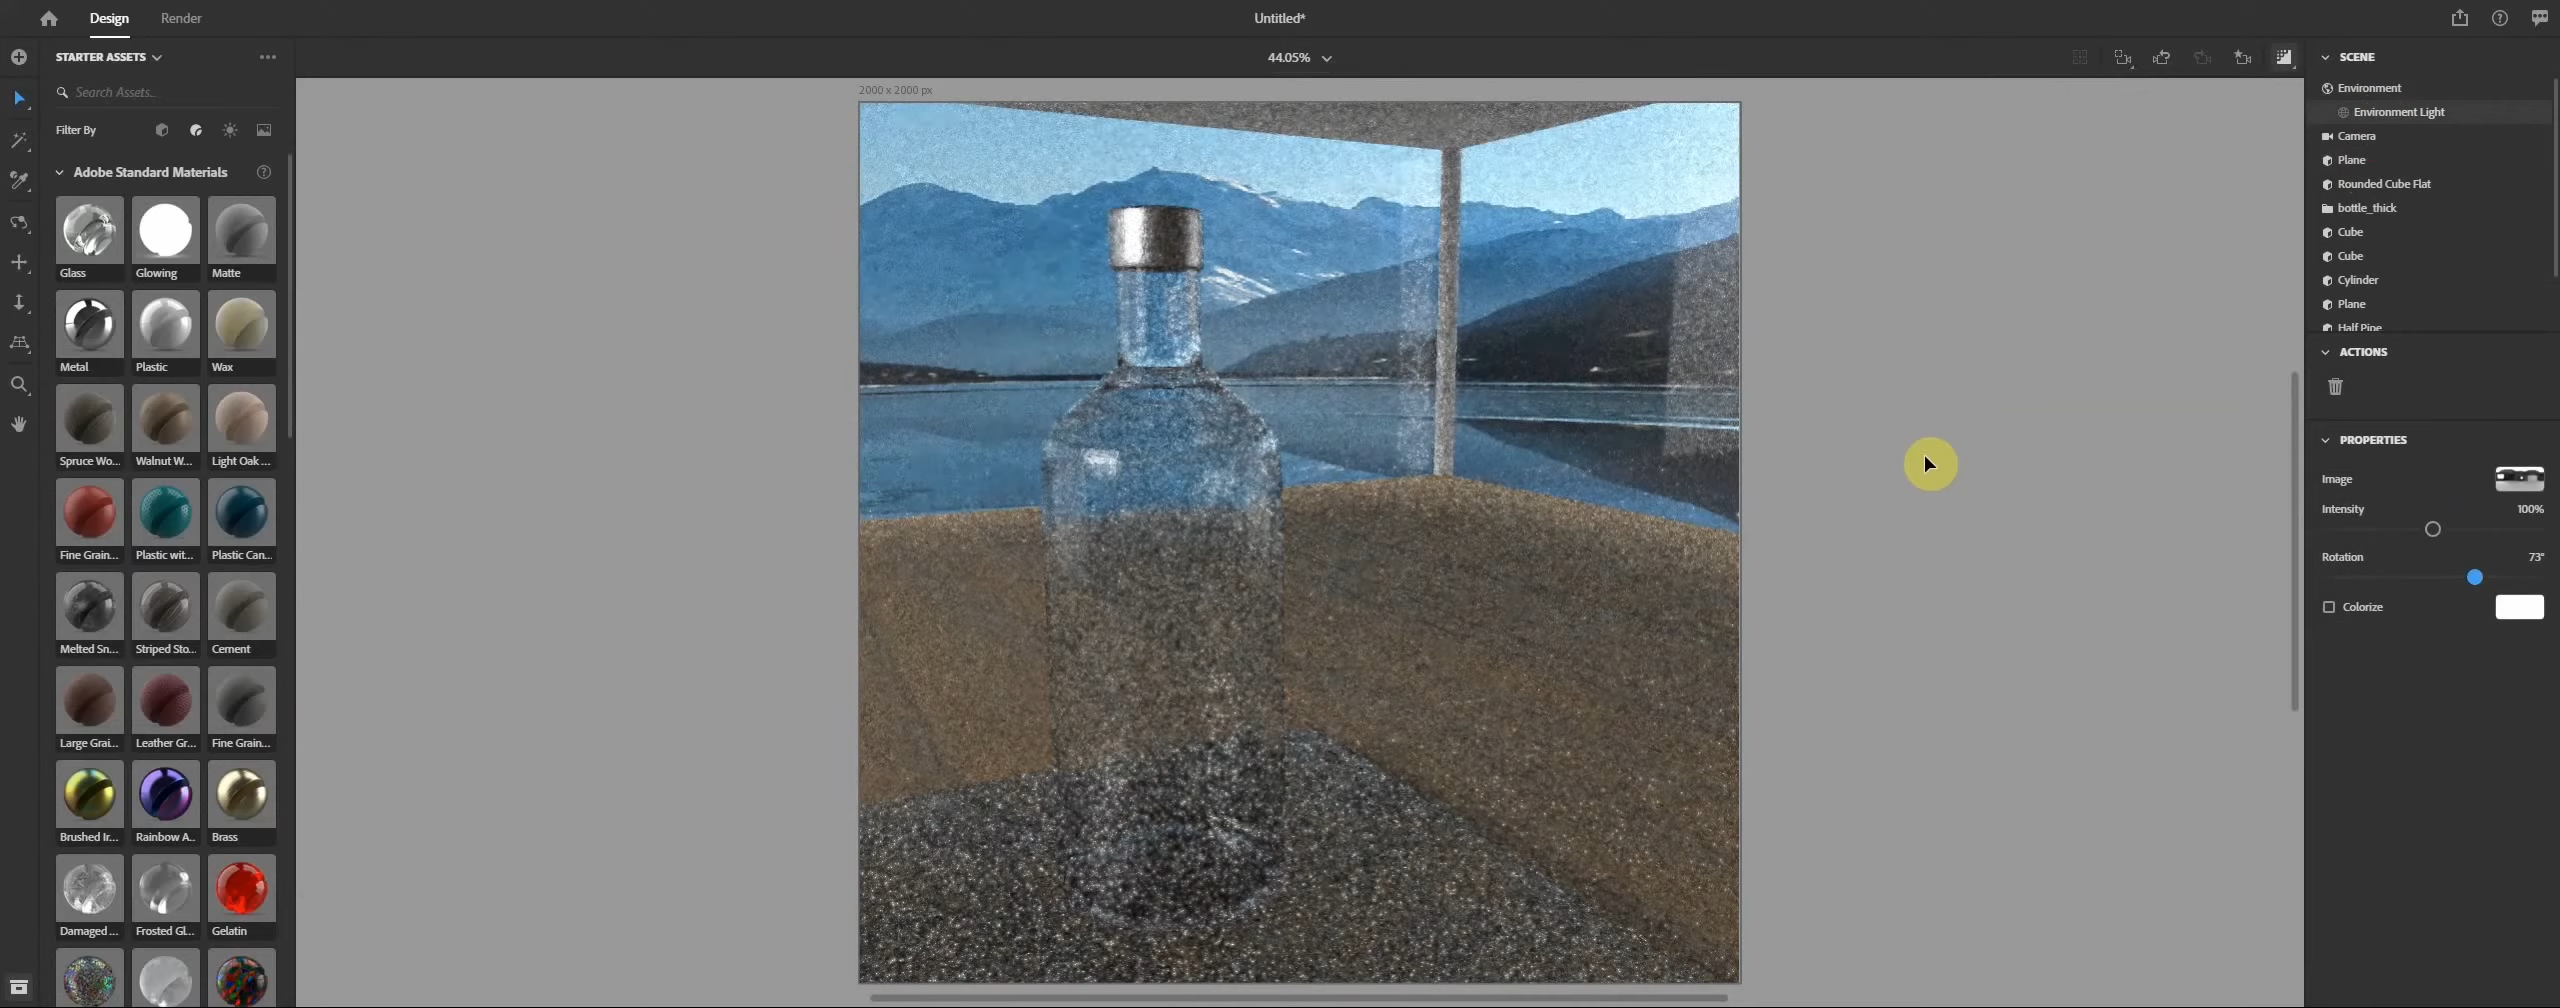 Design
Render
Untitled*
STARTER ASSETS
44.05%
SCENE
Search Assets...
Filter By
Adobe Standard Materials
Glass
Glowing
Matte
Metal
Plastic
Wax
Spruce Wo...
Walnut W...
Light Oak ...
Fine Grain...
Plastic wit...
Plastic Can...
Melted Sn...
Striped Sto...
Cement
Large Grai...
Leather Gr...
Fine Grain...
Brushed Ir...
Rainbow A..
Brass
Damaged ...
Frosted Gl...
Gelatin
2000 x 2000 px
Environment
Environment Light
Camera
Plane
Rounded Cube Flat
bottle_thick
Cube
Cube
Cylinder
Plane
Half Pipe
ACTIONS
PROPERTIES
Image
Intensity
100%
Rotation
73°
Colorize